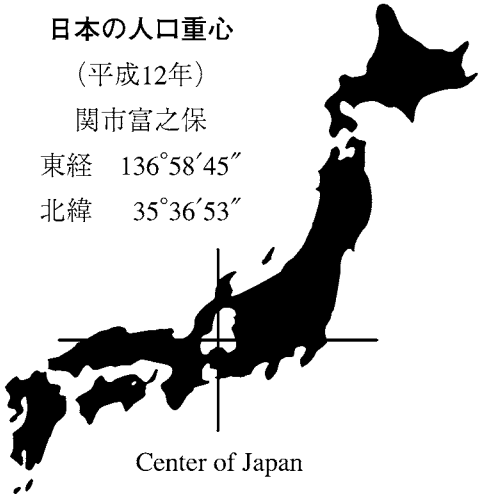 日本の人口重心
（平成12年）
関市富之保
東経 136°58′45″
北緯 35°36′53″
Center of Japan